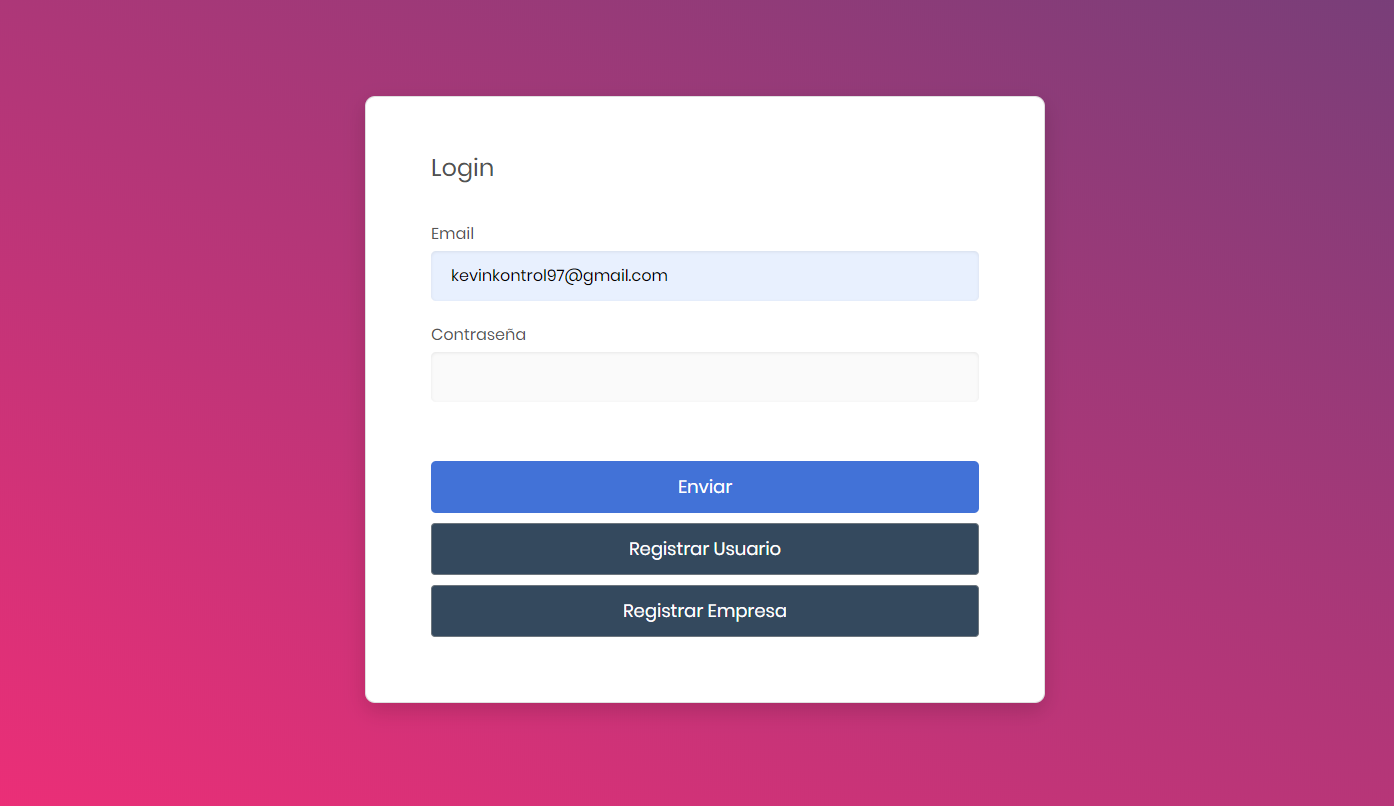 Login
Email
kevinkontrol97@gmail.com
Contraseña
Enviar
Registrar Usuario
Registrar Empresa